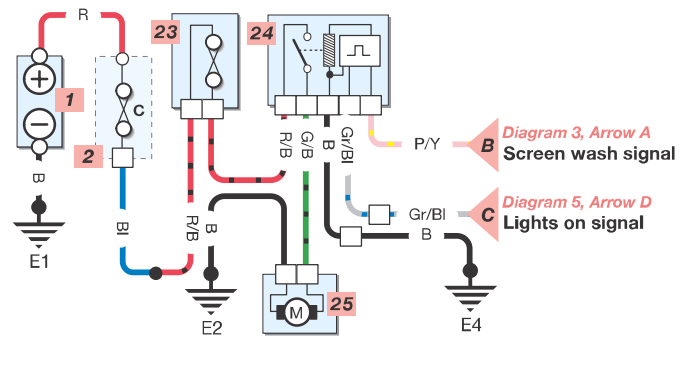 R
23
24
+
1
C
−
2
B
Bl
R/B
B
R/B
G/B
B
Gr/Bl
P/Y
B
Diagram 3, Arrow A
Screen wash signal
Gr/Bl
C
Diagram 5, Arrow D
Lights on signal
B
E1
E2
M
25
E4